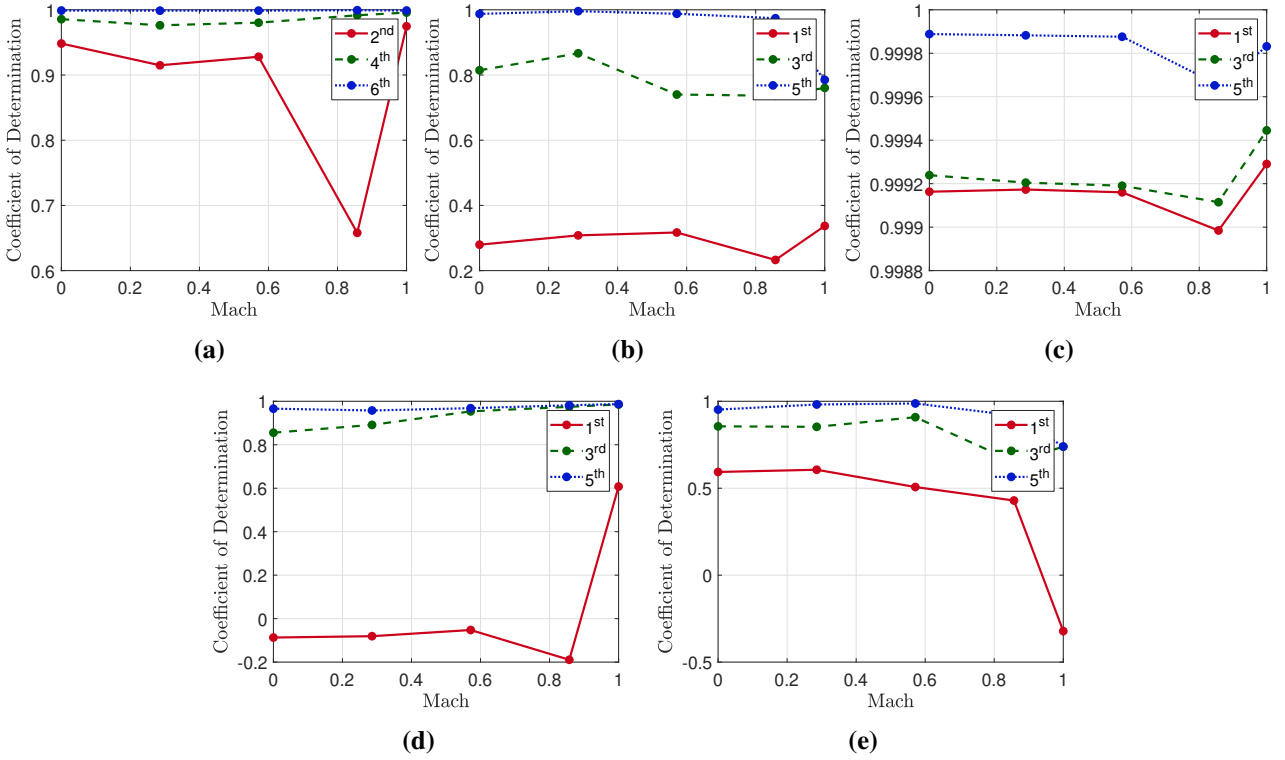 Coefficient of Determination
1
0.9
0.8
0.7
0.6
0 0.2 0.4 0.6 0.8 1
Mach
2nd
4th
6th
(a)
Coefficient of Determination
1
0.8
0.6
0.4
0.2
0 0.2 0.4 0.6 0.8 1
Mach
1st
3rd
5th
(b)
Coefficient of Determination
1
0.9998
0.9996
0.9994
0.9992
0.999
0.9988
0 0.2 0.4 0.6 0.8 1
Mach
1st
3rd
5th
(c)
Coefficient of Determination
1
0.8
0.6
0.4
0.2
0
-0.2
0 0.2 0.4 0.6 0.8 1
Mach
1st
3rd
5th
(d)
Coefficient of Determination
1
0.5
0
-0.5
0 0.2 0.4 0.6 0.8 1
Mach
1st
3rd
5th
(e)